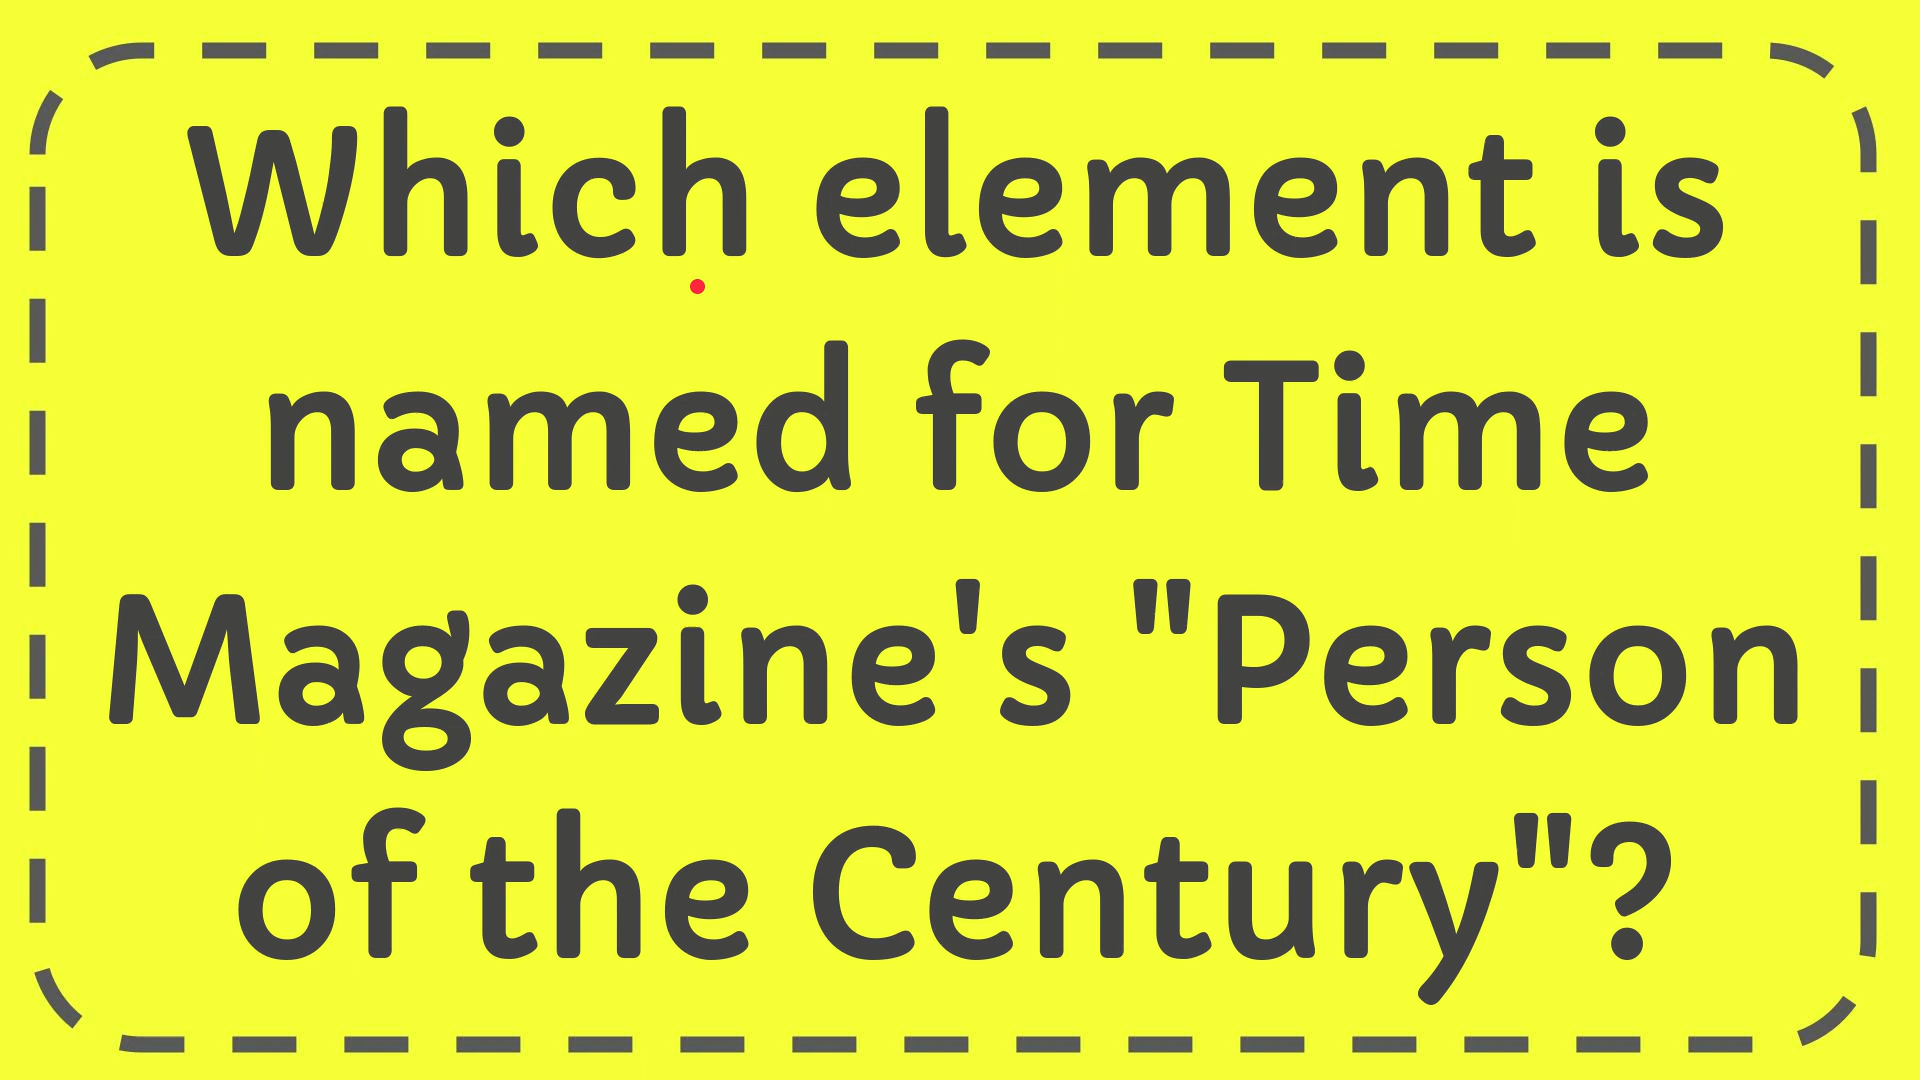 Which element is
named for Time
Magazine's "Person
of the Century"?